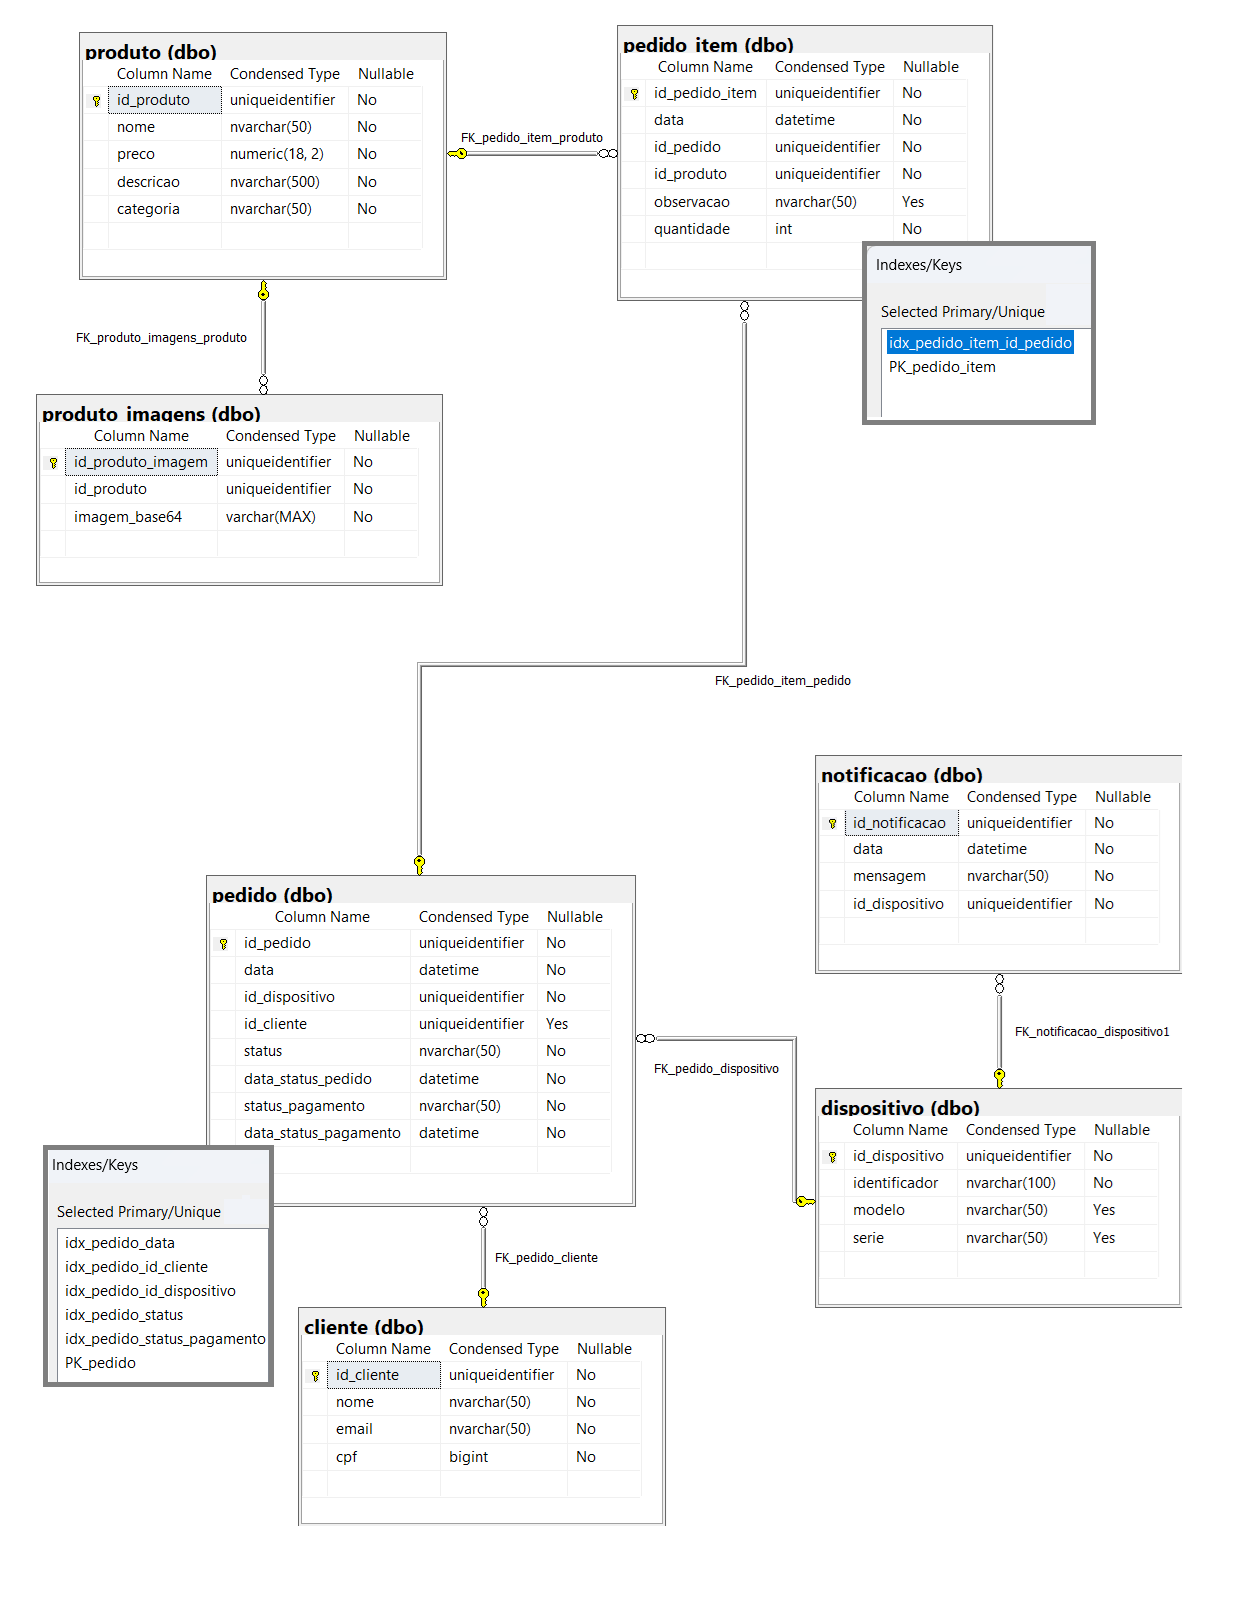 produto (dbo)
Column Name Condensed Type Nullable
id_produto uniqueidentifier No
nome nvarchar(50) No
preco numeric(18, 2) No
descricao nvarchar(500) No
categoria nvarchar(50) No
FK_pedido_item_produto
pedido_item (dbo)
Column Name Condensed Type Nullable
id_pedido_item uniqueidentifier No
data datetime No
id_pedido uniqueidentifier No
id_produto uniqueidentifier No
observacao nvarchar(50) Yes
quantidade int No
Indexes/Keys
Selected Primary/Unique
idx_pedido_item_id_pedido
PK_pedido_item
FK_produto_imagens_produto
produto_imagens (dbo)
Column Name Condensed Type Nullable
id_produto_imagem uniqueidentifier No
id_produto uniqueidentifier No
imagem_base64 varchar(MAX) No
FK_pedido_item_pedido
notificacao (dbo)
Column Name Condensed Type Nullable
id_notificacao uniqueidentifier No
data datetime No
mensagem nvarchar(50) No
id_dispositivo uniqueidentifier No
pedido (dbo)
Column Name Condensed Type Nullable
id_pedido uniqueidentifier No
data datetime No
id_dispositivo uniqueidentifier No
id_cliente uniqueidentifier Yes
status nvarchar(50) No
data_status_pedido datetime No
status_pagamento nvarchar(50) No
data_status_pagamento datetime No
FK_notificacao_dispositivo1
FK_pedido_dispositivo
dispositivo (dbo)
Column Name Condensed Type Nullable
id_dispositivo uniqueidentifier No
identificador nvarchar(100) No
modelo nvarchar(50) Yes
serie nvarchar(50) Yes
Indexes/Keys
Selected Primary/Unique
idx_pedido_data
idx_pedido_id_cliente
idx_pedido_id_dispositivo
idx_pedido_status
idx_pedido_status_pagamento
PK_pedido
FK_pedido_cliente
cliente (dbo)
Column Name Condensed Type Nullable
id_cliente uniqueidentifier No
nome nvarchar(50) No
email nvarchar(50) No
cpf bigint No